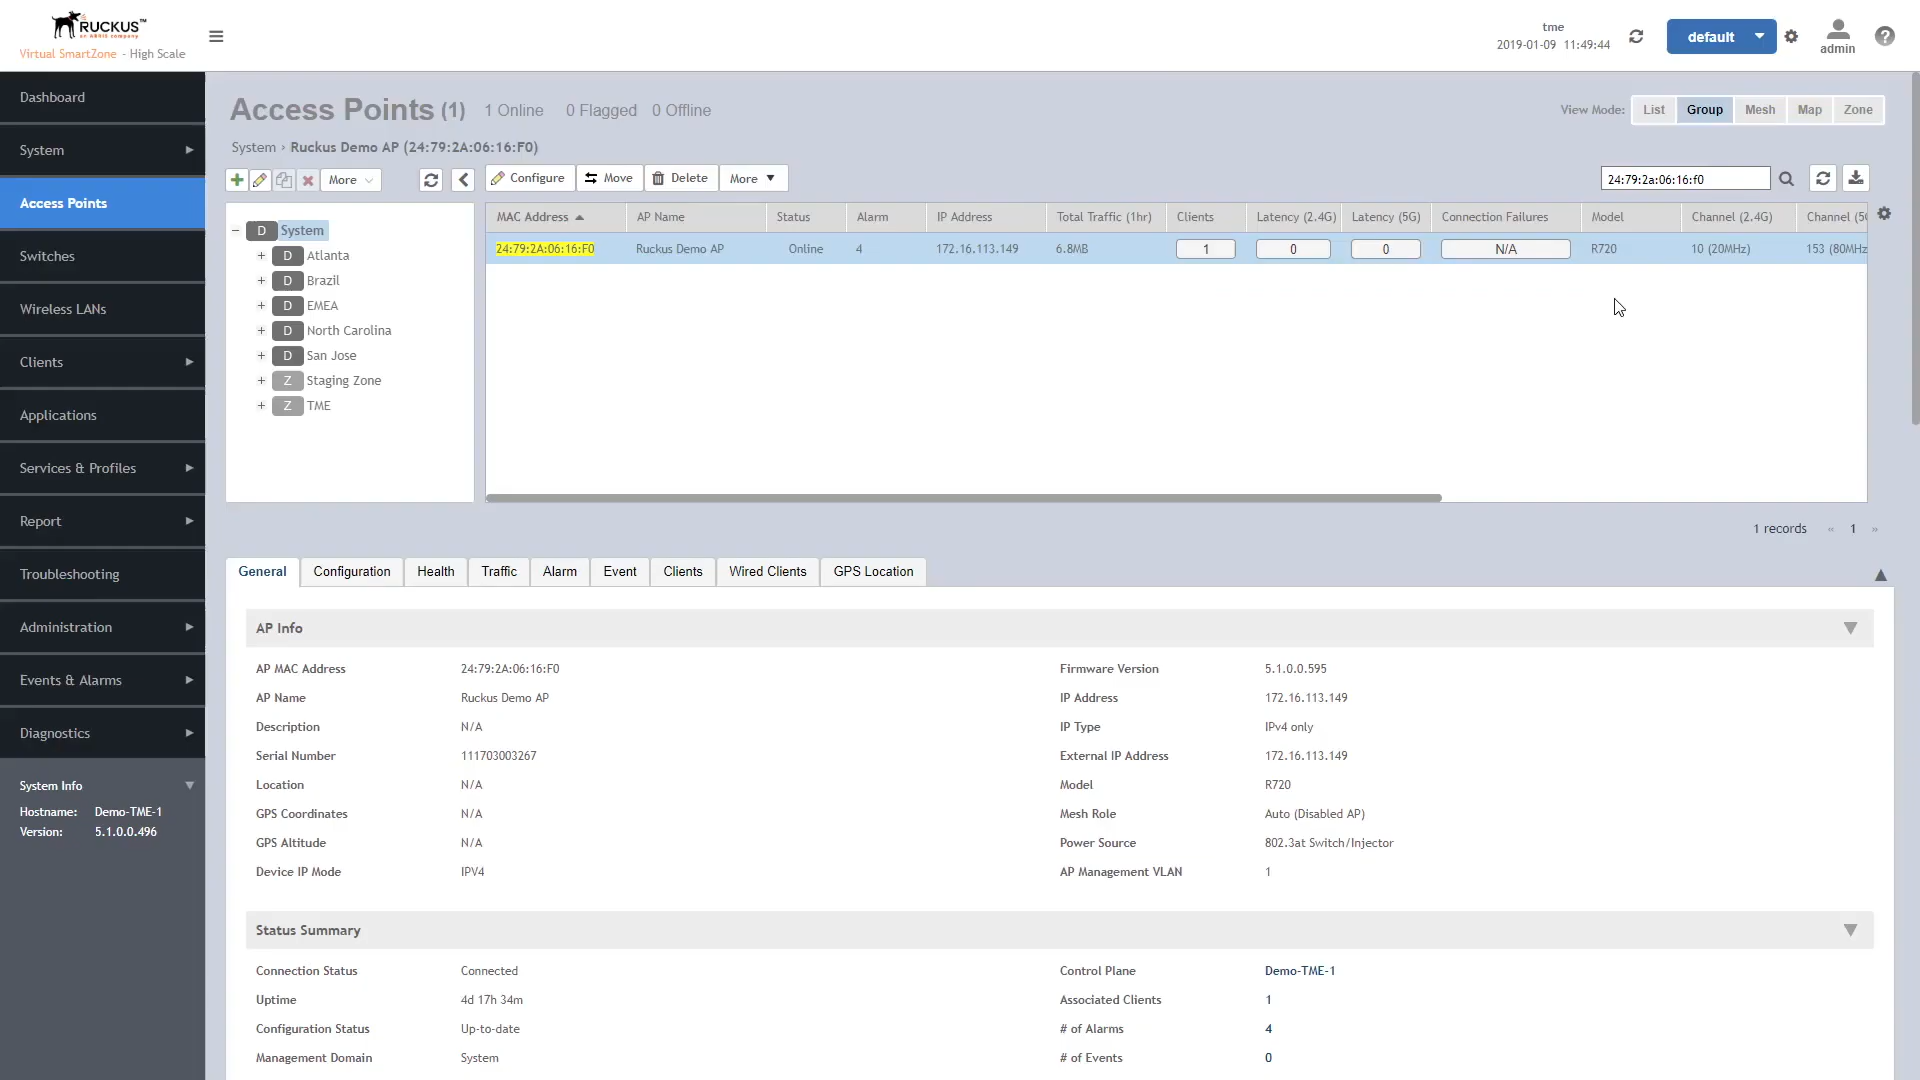 RUCKUS™
an ARRIS company
Virtual SmartZone - High Scale
tme
2019-01-09 11:49:44
default
admin
?
Dashboard
System
Access Points
Switches
Wireless LANs
Clients
Applications
Services & Profiles
Report
Troubleshooting
Administration
Events & Alarms
Diagnostics
System Info
Hostname: Demo-TME-1
Version: 5.1.0.0.496
Access Points (1) 1 Online 0 Flagged 0 Offline
View Mode: List Group Mesh Map Zone
System › Ruckus Demo AP (24:79:2A:06:16:F0)
More
Configure Move Delete More
24:79:2a:06:16:f0
D System
+ D Atlanta
+ D Brazil
+ D EMEA
+ D North Carolina
+ D San Jose
+ Z Staging Zone
+ Z TME
MAC Address AP Name Status Alarm IP Address Total Traffic (1hr) Clients Latency (2.4G) Latency (5G) Connection Failures Model Channel (2.4G) Channel (5G
24:79:2A:06:16:F0 Ruckus Demo AP Online 4 172.16.113.149 6.8MB 1 0 0 N/A R720 10 (20MHz) 153 (80MHz
1 records « 1 »
General Configuration Health Traffic Alarm Event Clients Wired Clients GPS Location
AP Info
AP MAC Address 24:79:2A:06:16:F0 Firmware Version 5.1.0.0.595
AP Name Ruckus Demo AP IP Address 172.16.113.149
Description N/A IP Type IPv4 only
Serial Number 111703003267 External IP Address 172.16.113.149
Location N/A Model R720
GPS Coordinates N/A Mesh Role Auto (Disabled AP)
GPS Altitude N/A Power Source 802.3at Switch/Injector
Device IP Mode IPV4 AP Management VLAN 1
Status Summary
Connection Status Connected Control Plane Demo-TME-1
Uptime 4d 17h 34m Associated Clients 1
Configuration Status Up-to-date # of Alarms 4
Management Domain System # of Events 0